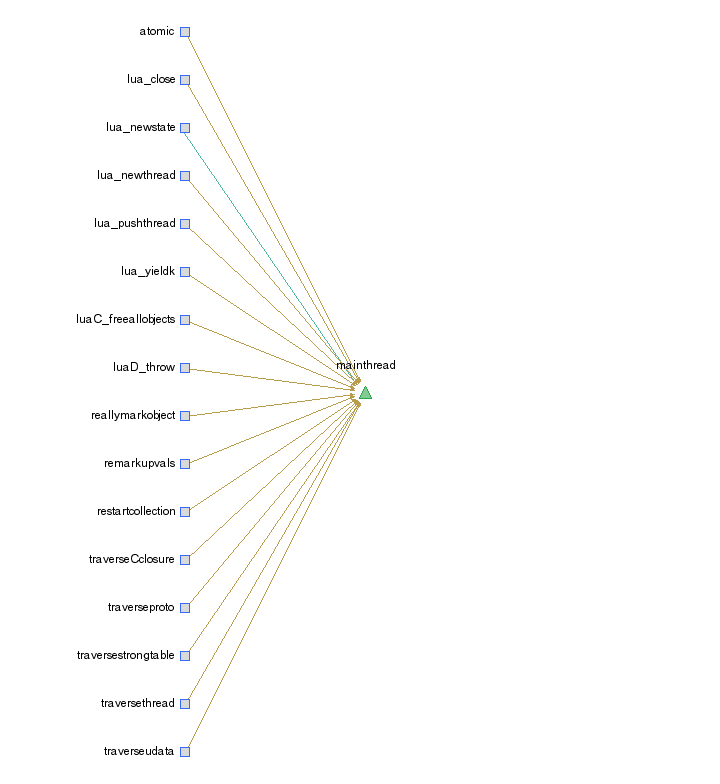 atomic
lua_close
lua_newstate
lua_newthread
lua_pushthread
lua_yieldk
luaC_freeallobjects
mainthread
luaD_throw
reallymarkobject
remarkupvals
restartcollection
traverseCclosure
traverseproto
traversestrongtable
traversethread
traverseudata